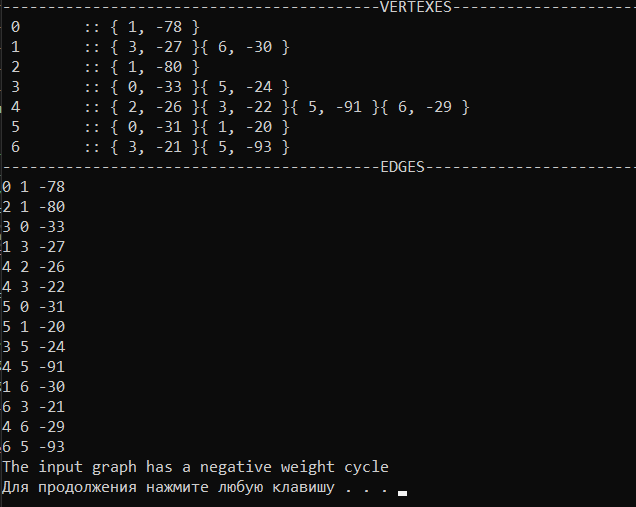 -----------------------------------------VERTEXES--------------------
0       :: { 1, -78 }
1       :: { 3, -27 }{ 6, -30 }
2       :: { 1, -80 }
3       :: { 0, -33 }{ 5, -24 }
4       :: { 2, -26 }{ 3, -22 }{ 5, -91 }{ 6, -29 }
5       :: { 0, -31 }{ 1, -20 }
6       :: { 3, -21 }{ 5, -93 }
-----------------------------------------EDGES-----------------------
0 1 -78
2 1 -80
3 0 -33
1 3 -27
4 2 -26
4 3 -22
5 0 -31
5 1 -20
3 5 -24
4 5 -91
1 6 -30
6 3 -21
4 6 -29
6 5 -93
The input graph has a negative weight cycle
Для продолжения нажмите любую клавишу . . .